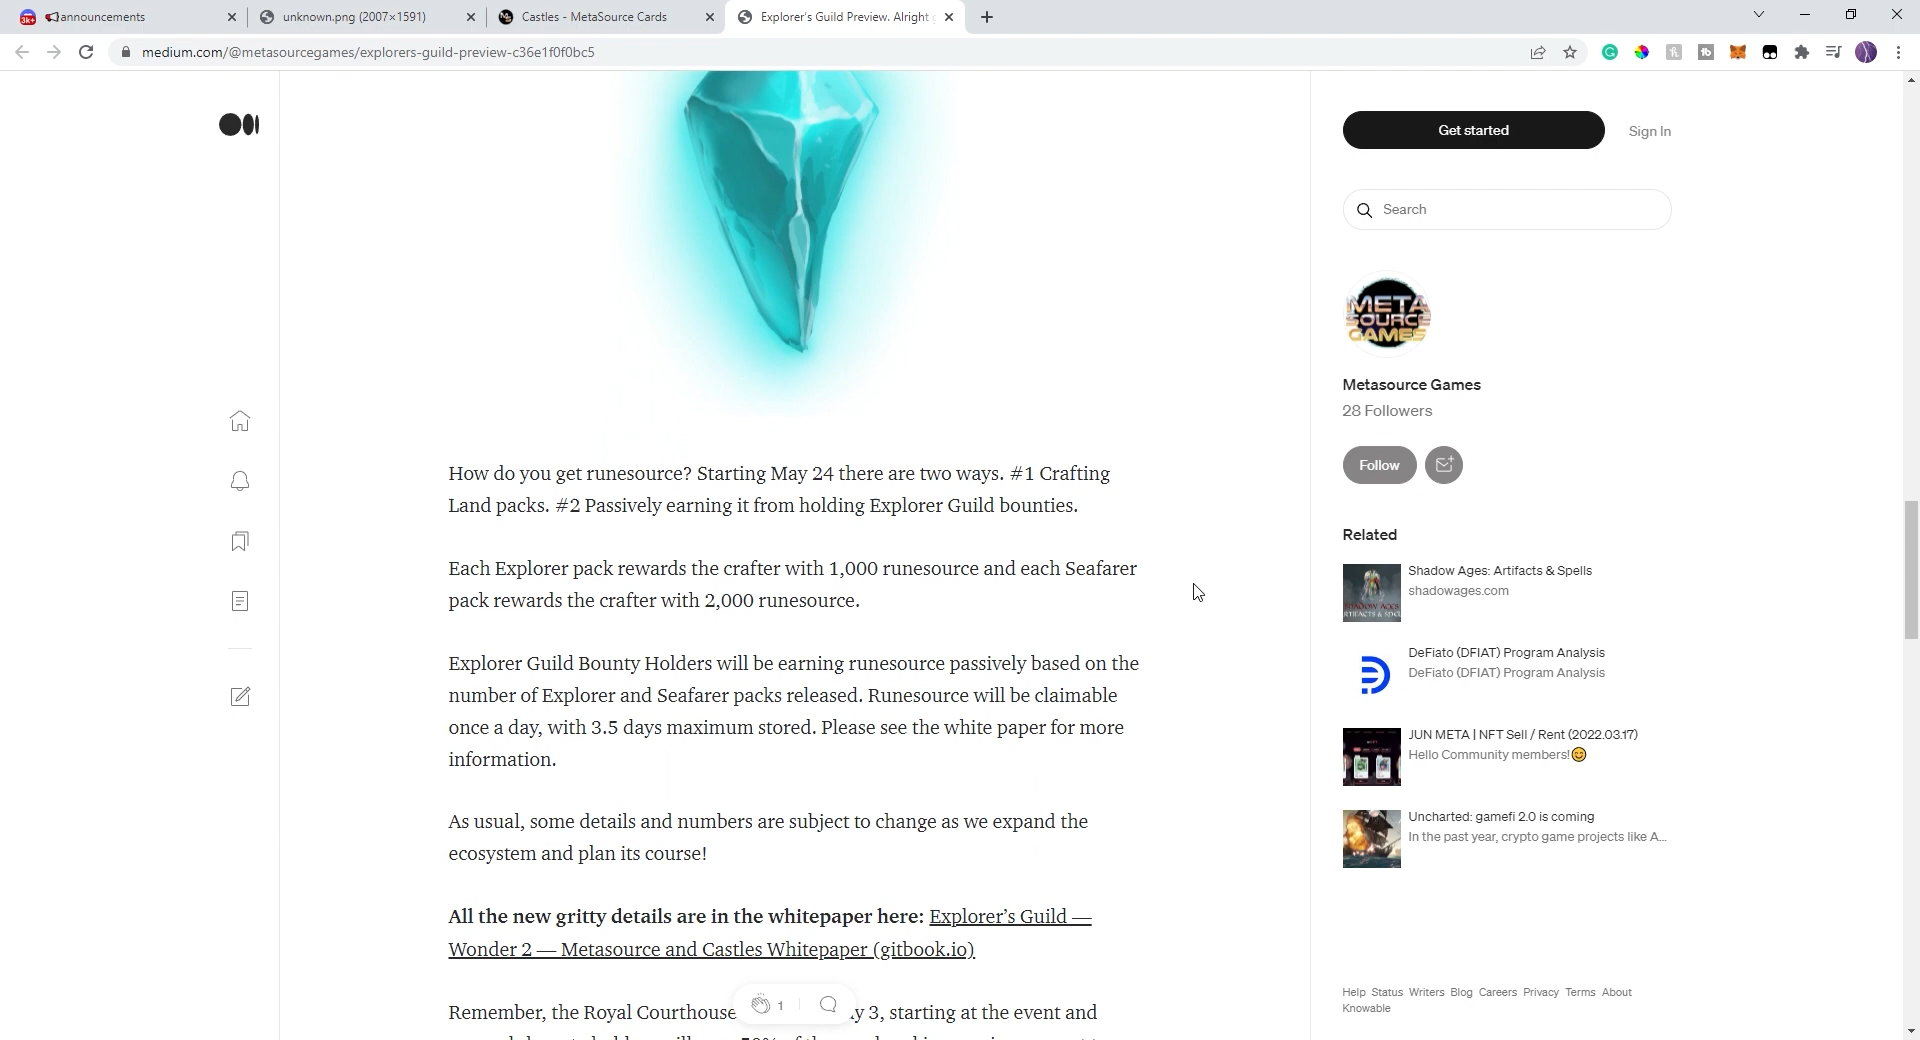 3k+
announcements
unknown.png (2007×1591)
Castles - MetaSource Cards
Explorer's Guild Preview. Alright
medium.com/@metasourcegames/explorers-guild-preview-c36e1f0f0bc5
Get started
Sign In
Search
META
SOURCE
GAMES
Metasource Games
28 Followers
Follow
How do you get runesource? Starting May 24 there are two ways. #1 Crafting
Land packs. #2 Passively earning it from holding Explorer Guild bounties.
Each Explorer pack rewards the crafter with 1,000 runesource and each Seafarer
pack rewards the crafter with 2,000 runesource.
Explorer Guild Bounty Holders will be earning runesource passively based on the
number of Explorer and Seafarer packs released. Runesource will be claimable
once a day, with 3.5 days maximum stored. Please see the white paper for more
information.
As usual, some details and numbers are subject to change as we expand the
ecosystem and plan its course!
All the new gritty details are in the whitepaper here: Explorer's Guild —
Wonder 2 — Metasource and Castles Whitepaper (gitbook.io)
1
Remember, the Royal Courthouse y 3, starting at the event and
Related
Shadow Ages: Artifacts & Spells
shadowages.com
SHADOW AGES
DeFiato (DFIAT) Program Analysis
DeFiato (DFIAT) Program Analysis
JUN META | NFT Sell / Rent (2022.03.17)
Hello Community members!😊
Uncharted: gamefi 2.0 is coming
In the past year, crypto game projects like A...
Help Status Writers Blog Careers Privacy Terms About
Knowable